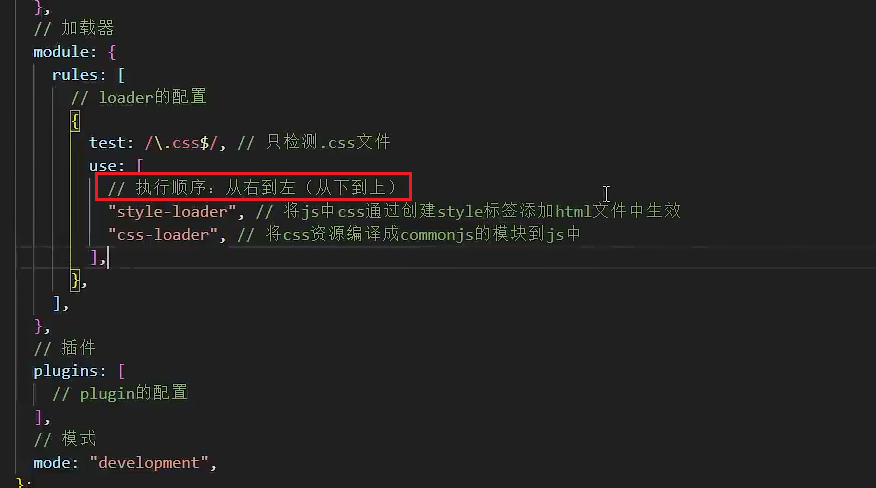 },
// 加载器
module: {
rules: [
// loader的配置
{
test: /\.css$/, // 只检测.css文件
use: [
// 执行顺序：从右到左（从下到上）
"style-loader", // 将js中css通过创建style标签添加html文件中生效
"css-loader", // 将css资源编译成commonjs的模块到js中
],
},
],
},
// 插件
plugins: [
// plugin的配置
],
// 模式
mode: "development",
};